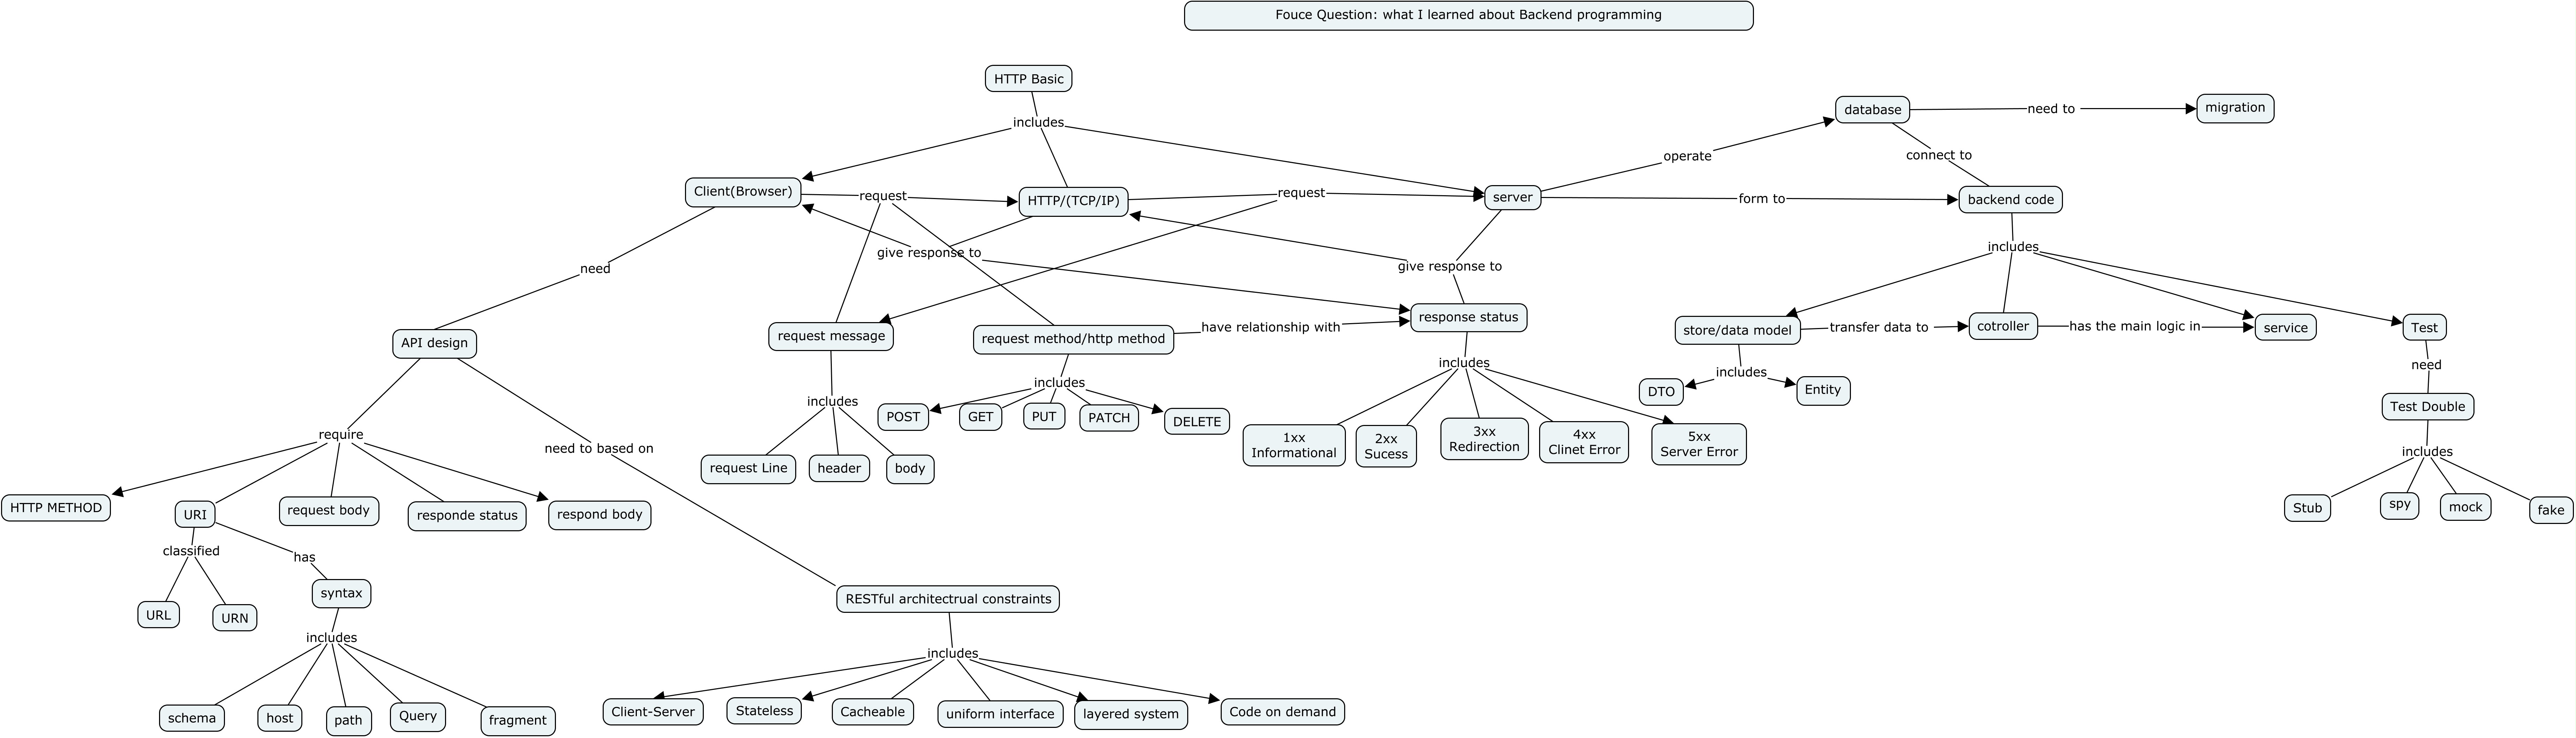 Fouce Question: what I learned about Backend programming
HTTP Basic
includes
database
need to
migration
operate
connect to
Client(Browser)
request
HTTP/(TCP/IP)
request
server
form to
backend code
give response to
give response to
includes
need
API design
request message
request method/http method
have relationship with
response status
store/data model
transfer data to
cotroller
has the main logic in
service
Test
need
includes
includes
includes
includes
DTO
Entity
Test Double
includes
POST
GET
PUT
PATCH
DELETE
request Line
header
body
1xx
Informational
2xx
Sucess
3xx
Redirection
4xx
Clinet Error
5xx
Server Error
Stub
spy
mock
fake
require
need to based on
HTTP METHOD
URI
request body
responde status
respond body
classified
has
URL
URN
syntax
includes
schema
host
path
Query
fragment
RESTful architectrual constraints
includes
Client-Server
Stateless
Cacheable
uniform interface
layered system
Code on demand